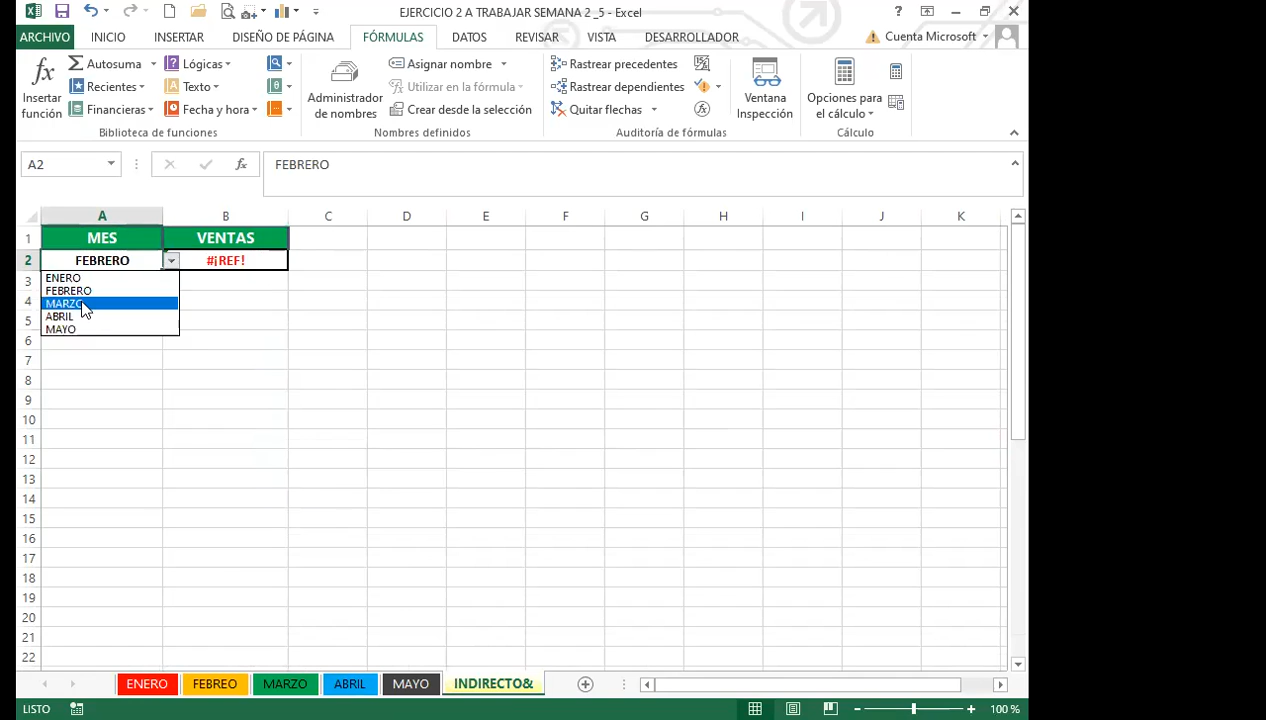 EJERCICIO 2 A TRABAJAR SEMANA 2 _5 - Excel
ARCHIVO INICIO INSERTAR DISEÑO DE PÁGINA FÓRMULAS DATOS REVISAR VISTA DESARROLLADOR Cuenta Microsoft
Insertar función
Autosuma
Recientes
Financieras
Lógicas
Texto
Fecha y hora
Biblioteca de funciones
Administrador de nombres
Asignar nombre
Utilizar en la fórmula
Crear desde la selección
Nombres definidos
Rastrear precedentes
Rastrear dependientes
Quitar flechas
Auditoría de fórmulas
Ventana Inspección
Opciones para el cálculo
Cálculo
A2 fx FEBRERO
A B C D E F G H I J K
1 MES VENTAS
2 FEBRERO #¡REF!
ENERO
FEBRERO
MARZO
ABRIL
MAYO
3
4
5
6
7
8
9
10
11
12
13
14
15
16
17
18
19
20
21
22
ENERO FEBREO MARZO ABRIL MAYO INDIRECTO&
LISTO 100 %